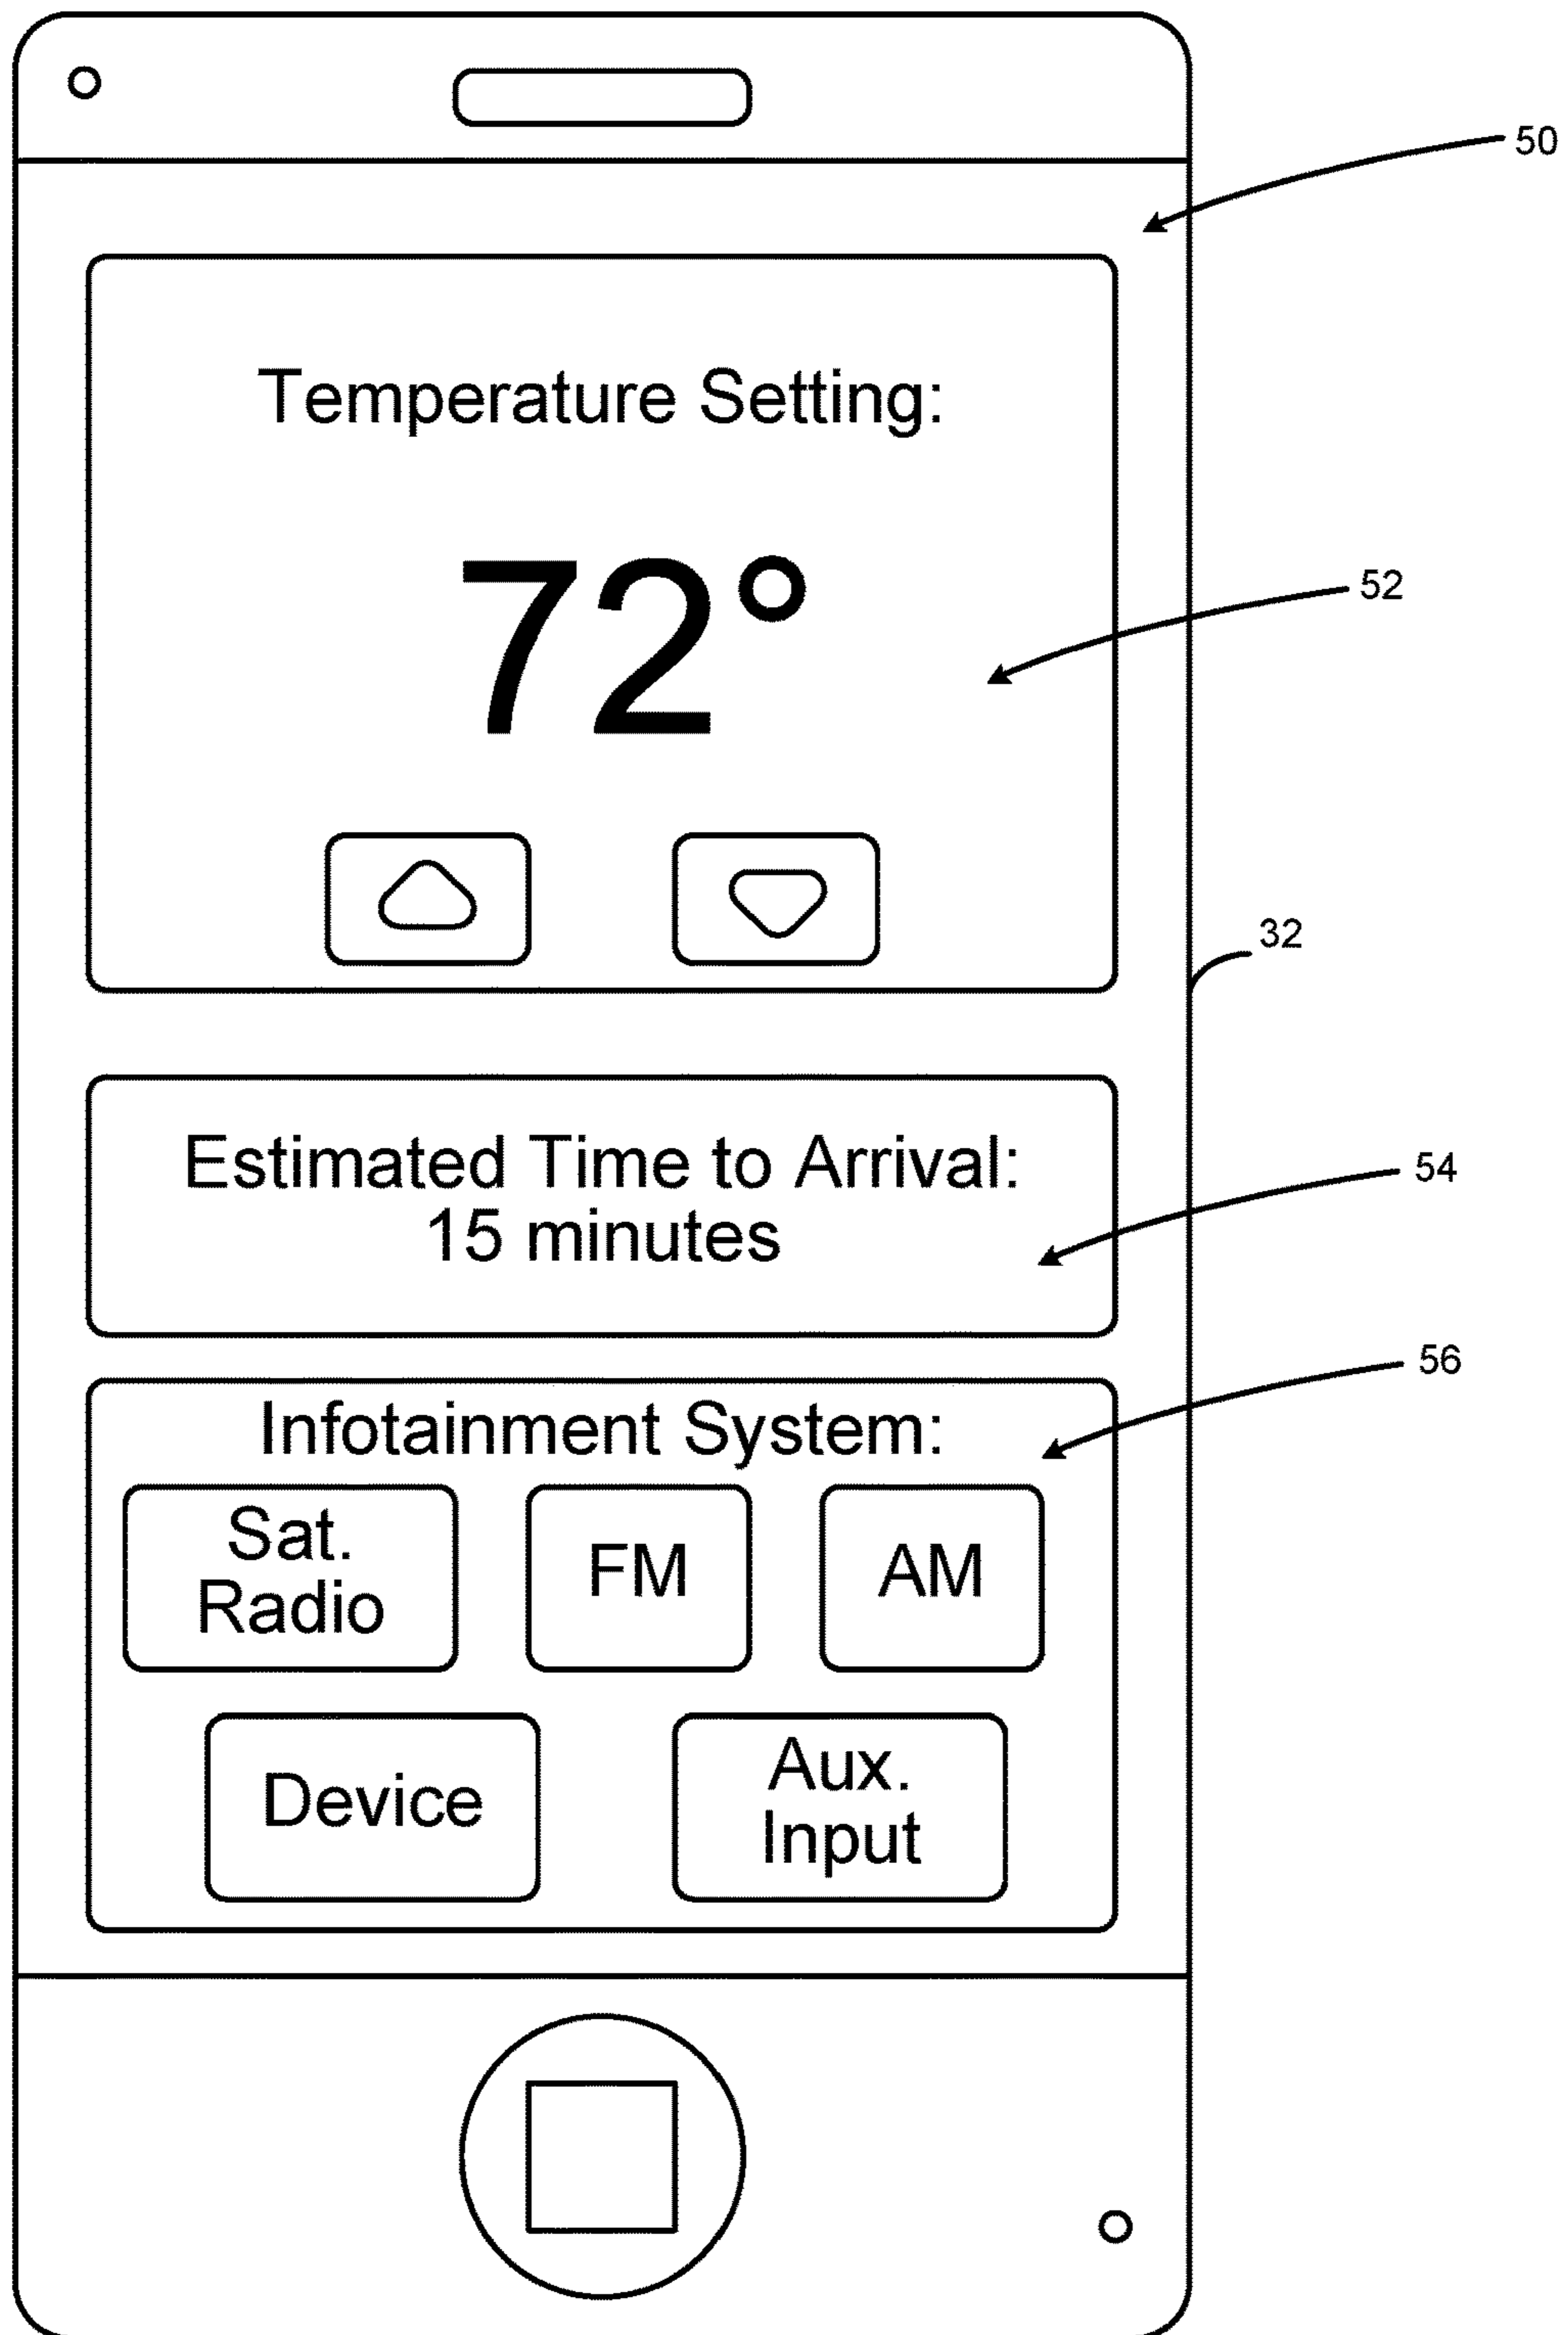 50
Temperature Setting:
72°
52
32
Estimated Time to Arrival:
15 minutes
54
56
Infotainment System:
Sat.
Radio
FM
AM
Device
Aux.
Input